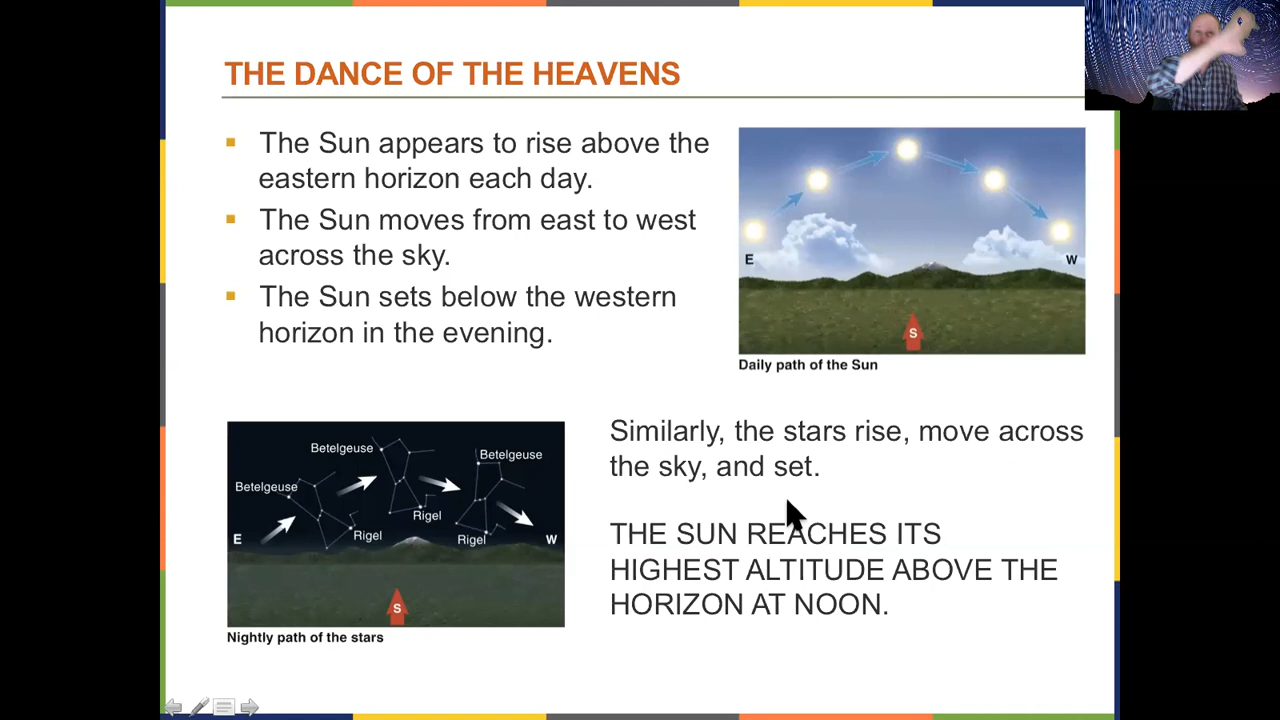 THE DANCE OF THE HEAVENS
▪ The Sun appears to rise above the
eastern horizon each day.
▪ The Sun moves from east to west
across the sky.
▪ The Sun sets below the western
horizon in the evening.
E
W
S
Daily path of the Sun
Betelgeuse
Betelgeuse
Betelgeuse
Rigel
Rigel
Rigel
E
W
S
Nightly path of the stars
Similarly, the stars rise, move across
the sky, and set.
THE SUN REACHES ITS
HIGHEST ALTITUDE ABOVE THE
HORIZON AT NOON.